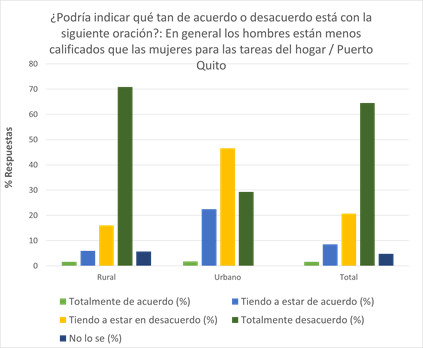 ¿Podría indicar qué tan de acuerdo o desacuerdo está con la
siguiente oración?: En general los hombres están menos
calificados que las mujeres para las tareas del hogar / Puerto
Quito
80
70
60
50
40
30
20
10
0
% Respuestas
Rural Urbano Total
Totalmente de acuerdo (%) Tiendo a estar de acuerdo (%)
Tiendo a estar en desacuerdo (%) Totalmente desacuerdo (%)
No lo se (%)